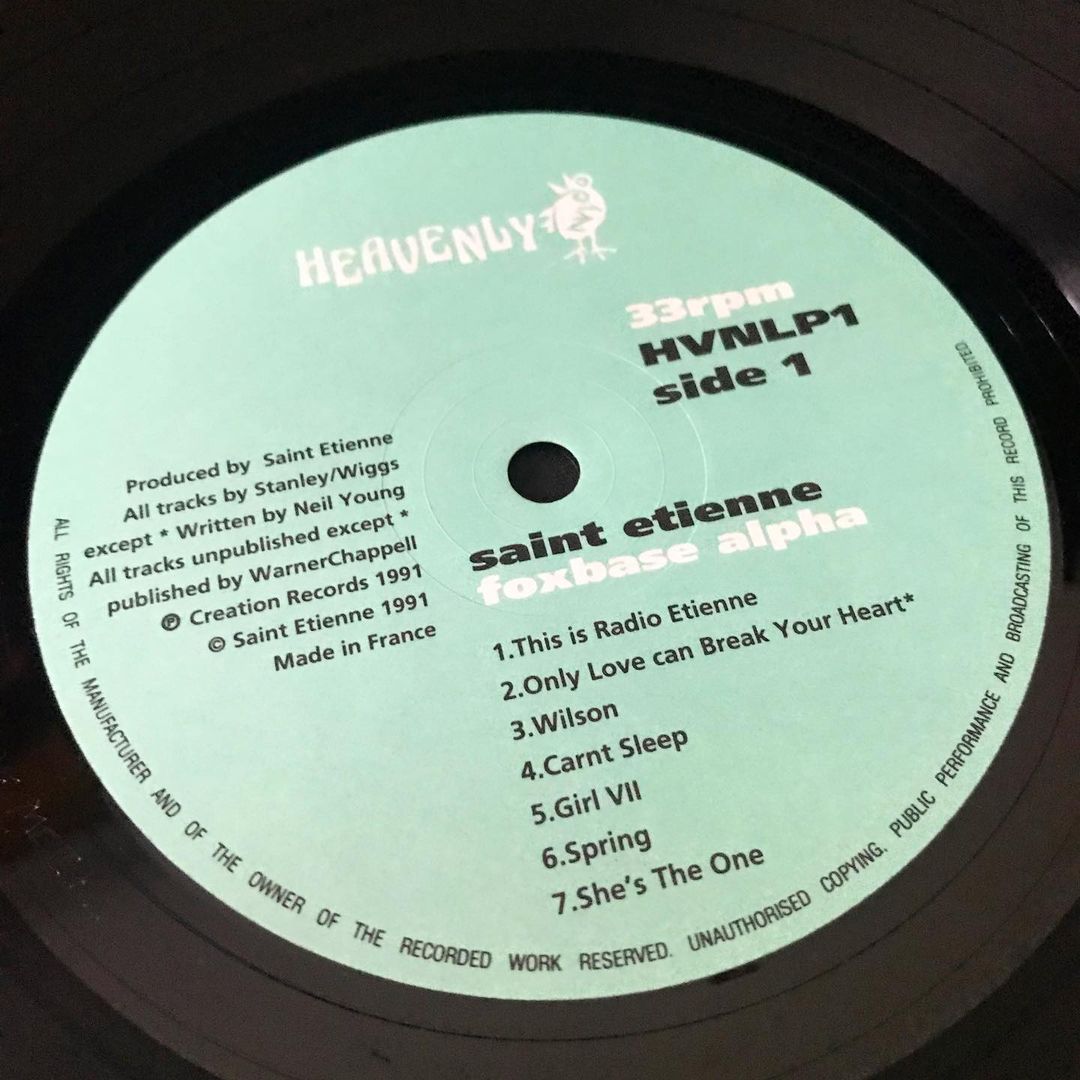 HEAVENLY
33rpm
HVNLP1
side 1
Produced by Saint Etienne
All tracks by Stanley/Wiggs
except * Written by Neil Young
All tracks unpublished except *
published by WarnerChappell
℗ Creation Records 1991
© Saint Etienne 1991
Made in France
saint etienne
foxbase alpha
1.This is Radio Etienne
2.Only Love can Break Your Heart*
3.Wilson
4.Carnt Sleep
5.Girl VII
6.Spring
7.She's The One
ALL RIGHTS OF THE MANUFACTURER AND OF THE OWNER OF THE RECORDED WORK RESERVED. UNAUTHORISED COPYING. PUBLIC PERFORMANCE AND BROADCASTING OF THIS RECORD PROHIBITED.